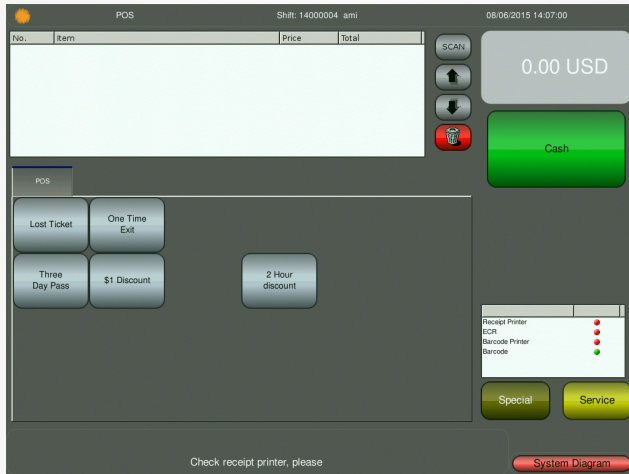 POS Shift: 14000004 ami 08/06/2015 14:07:00
No. Item Price Total
SCAN
0.00 USD
Cash
POS
Lost Ticket
One Time
Exit
Three
Day Pass
$1 Discount
2 Hour
discount
Receipt Printer
ECR
Barcode Printer
Barcode
Special
Service
Check receipt printer, please
System Diagram